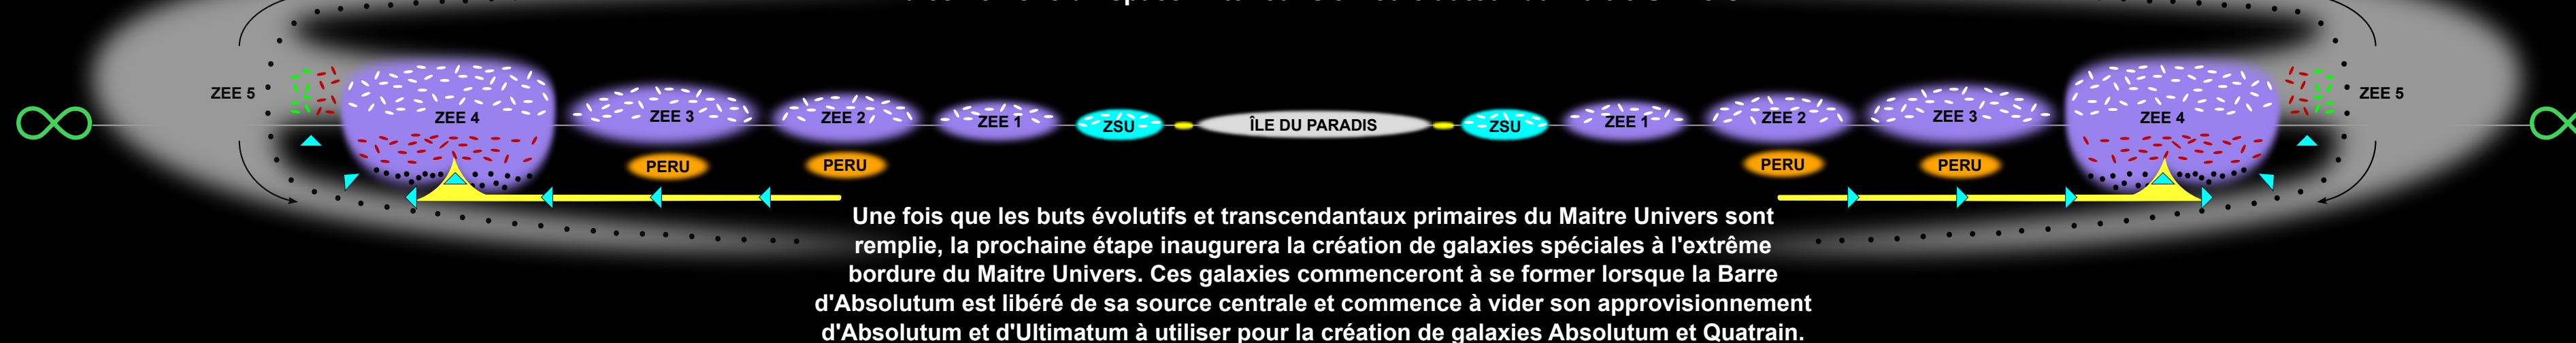 ZEE 5
ZEE 4
ZEE 3
ZEE 2
ZEE 1
ZSU
ÎLE DU PARADIS
ZSU
ZEE 1
ZEE 2
ZEE 3
ZEE 4
ZEE 5
PERU
PERU
PERU
PERU
Une fois que les buts évolutifs et transcendantaux primaires du Maitre Univers sont
remplie, la prochaine étape inaugurera la création de galaxies spéciales à l'extrême
bordure du Maitre Univers. Ces galaxies commenceront à se former lorsque la Barre
d'Absolutum est libéré de sa source centrale et commence à vider son approvisionnement
d'Absolutum et d'Ultimatum à utiliser pour la création de galaxies Absolutum et Quatrain.